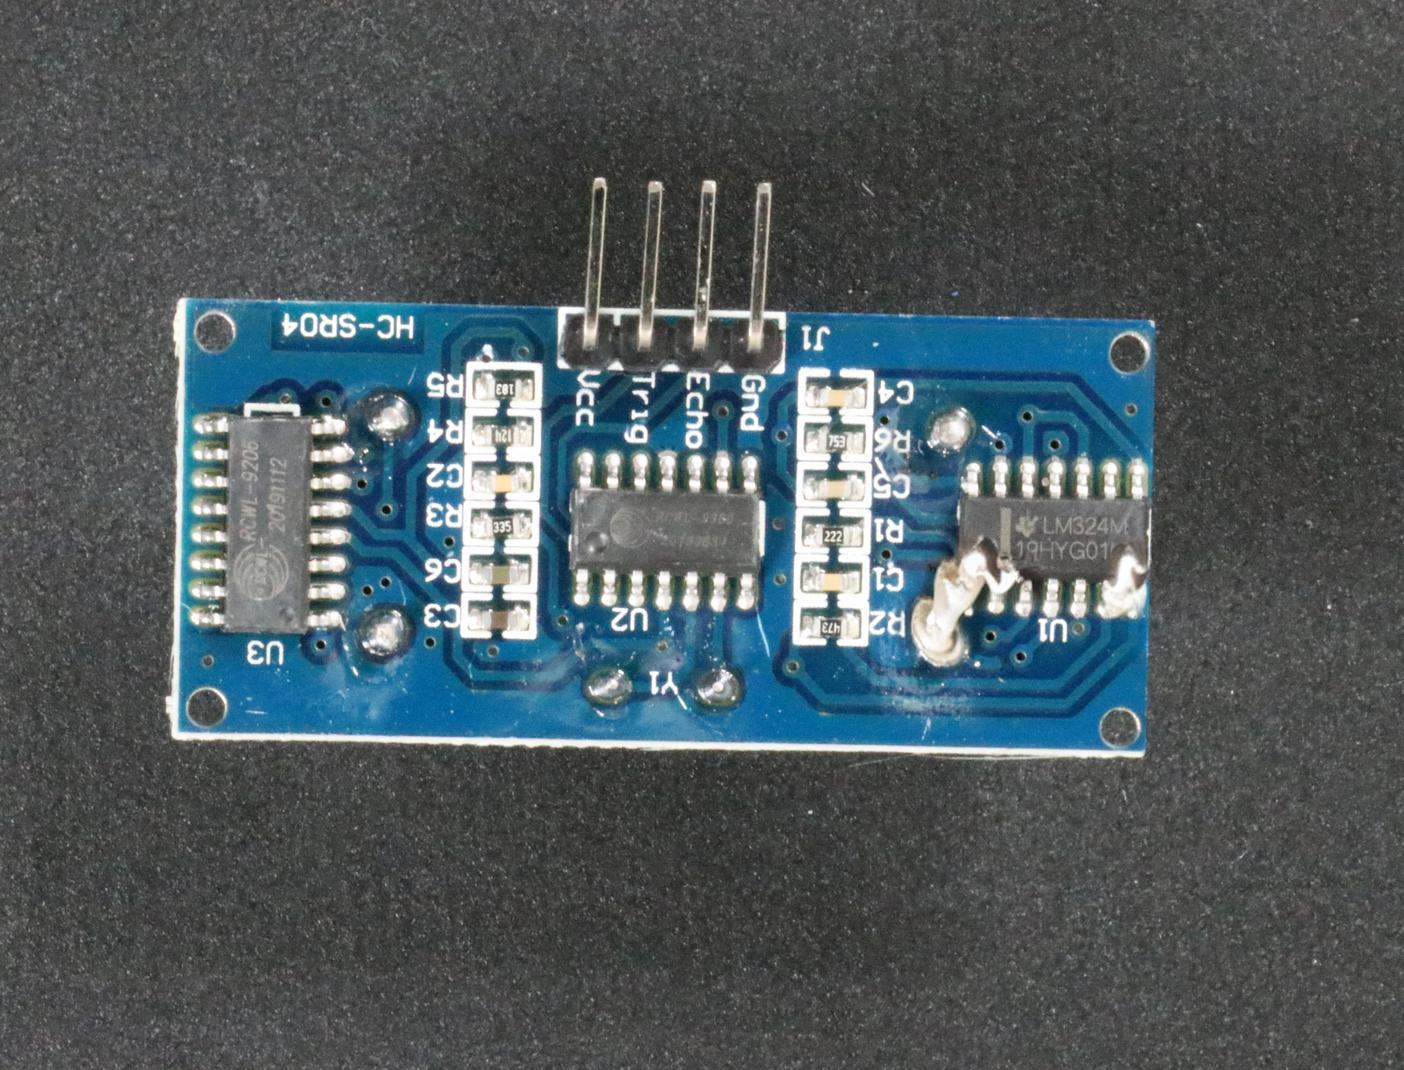 HC-SR04
J1
Vcc
Trig
Echo
Gnd
R5
103
R4
124
C2
R3
335
C6
C3
C4
R6
753
C5
R1
222
C1
R2
473
RCWL-9206
2019112
U3
U2
Y1
LM324M
U1